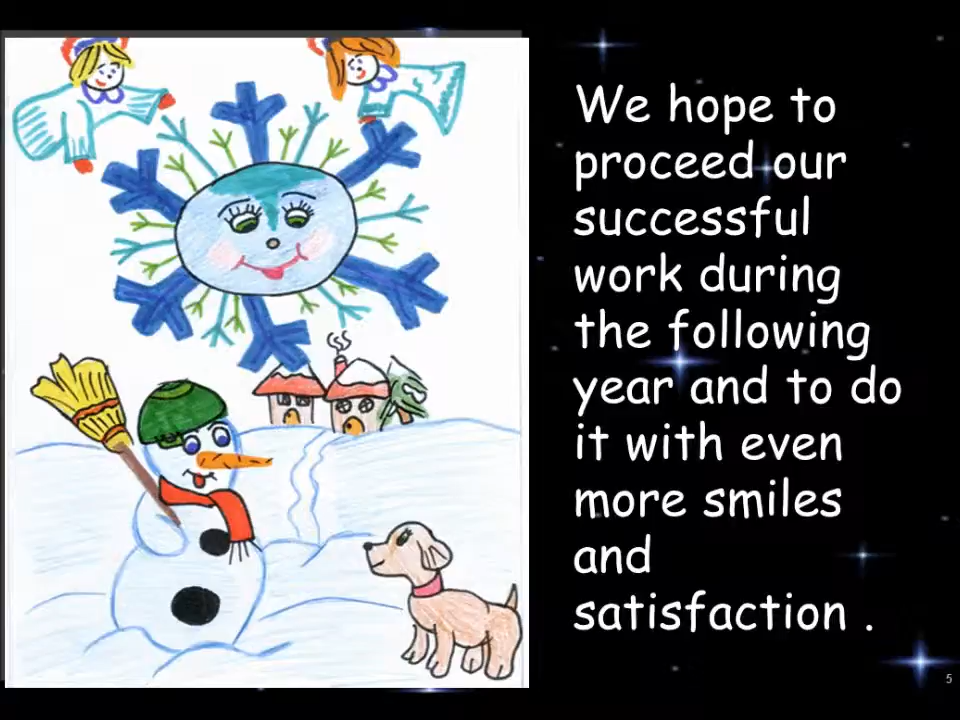 We hope to
proceed our
successful
work during
the following
year and to do
it with even
more smiles
and
satisfaction .
5